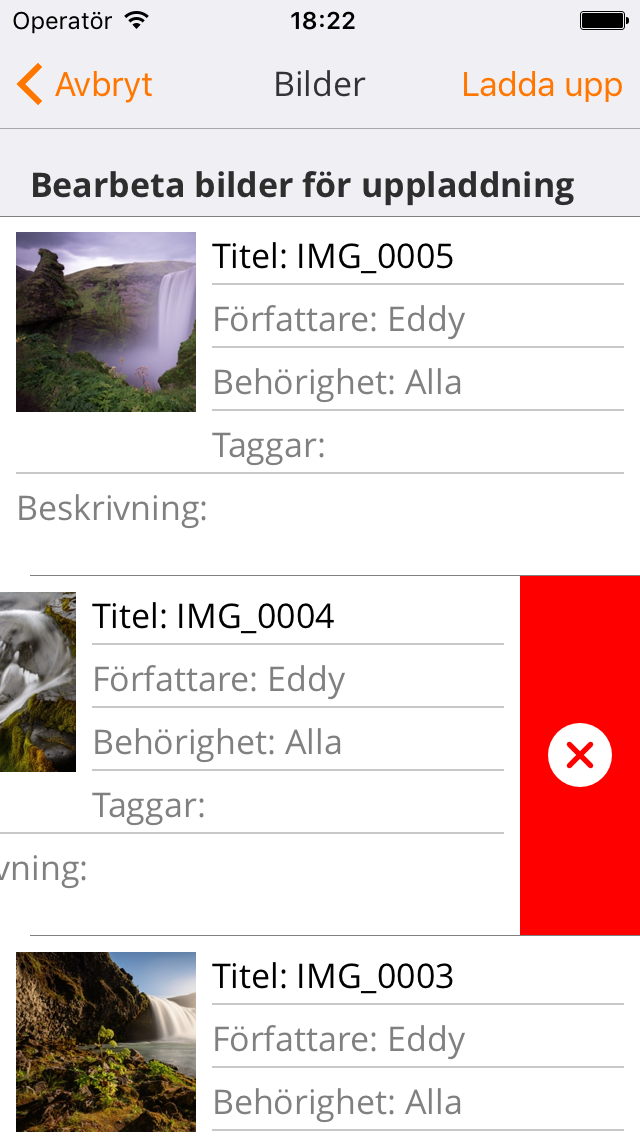 Operatör 18:22
Avbryt Bilder Ladda upp
Bearbeta bilder för uppladdning
Titel: IMG_0005
Författare: Eddy
Behörighet: Alla
Taggar:
Beskrivning:
Titel: IMG_0004
Författare: Eddy
Behörighet: Alla
Taggar:
vning:
Titel: IMG_0003
Författare: Eddy
Behörighet: Alla